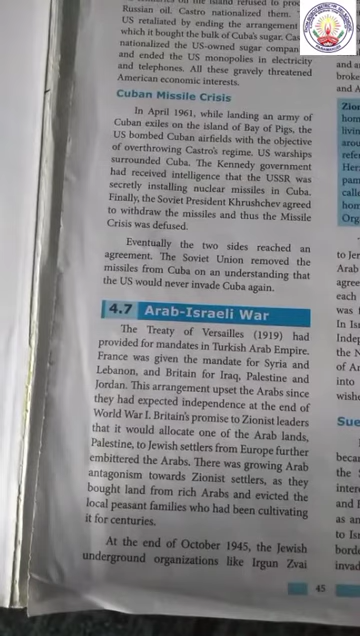 on the island refused to
Russian oil. Castro nationalized them.
US retaliated by ending the arrangement
which it bought the bulk of Cuba's sugar.
nationalized the US-owned sugar
and ended the US monopolies in electricity
and telephones. All these gravely threatened
American economic interests.
Cuban Missile Crisis
In April 1961, while landing an army of
Cuban exiles on the island of Bay of Pigs, the
US bombed Cuban airfields with the objective
of overthrowing Castro's regime. US warships
surrounded Cuba. The Kennedy government
had received intelligence that the USSR was
secretly installing nuclear missiles in Cuba.
Finally, the Soviet President Khrushchev agreed
to withdraw the missiles and thus the Missile
Crisis was defused.
Eventually the two sides reached an
agreement. The Soviet Union removed the
missiles from Cuba on an understanding that
the US would never invade Cuba again.
4.7 Arab-Israeli War
The Treaty of Versailles (1919) had
provided for mandates in Turkish Arab Empire.
France was given the mandate for Syria and
Lebanon, and Britain for Iraq, Palestine and
Jordan. This arrangement upset the Arabs since
they had expected independence at the end of
World War I. Britain's promise to Zionist leaders
that it would allocate one of the Arab lands,
Palestine, to Jewish settlers from Europe further
embittered the Arabs. There was growing Arab
antagonism towards Zionist settlers, as they
bought land from rich Arabs and evicted the
local peasant families who had been cultivating
it for centuries.
At the end of October 1945, the Jewish
underground organizations like Irgun Zvai
45